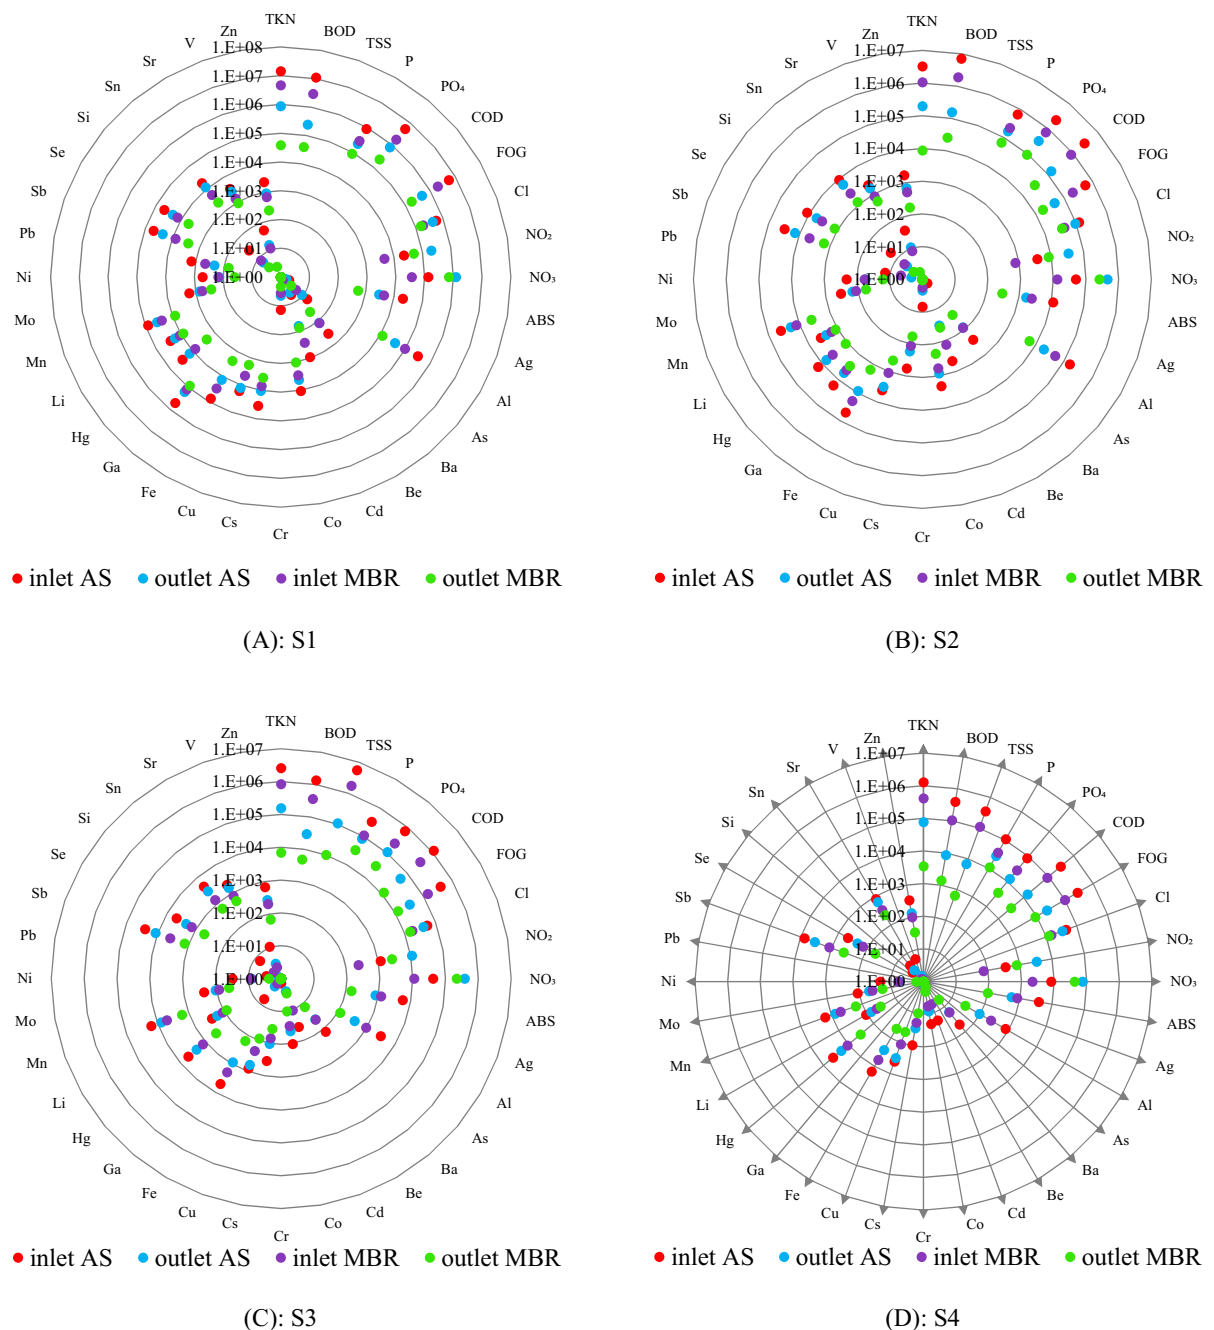 TKN
BOD
TSS
P
PO₄
COD
FOG
Cl
NO₂
NO₃
ABS
Ag
Al
As
Ba
Be
Cd
Co
Cr
Cs
Cu
Fe
Ga
Hg
Li
Mn
Mo
Ni
Pb
Sb
Se
Si
Sn
Sr
V
Zn
1.E+08
1.E+07
1.E+06
1.E+05
1.E+04
1.E+03
1.E+02
1.E+01
1.E+00
inlet AS outlet AS inlet MBR outlet MBR
(A): S1
TKN
BOD
TSS
P
PO₄
COD
FOG
Cl
NO₂
NO₃
ABS
Ag
Al
As
Ba
Be
Cd
Co
Cr
Cs
Cu
Fe
Ga
Hg
Li
Mn
Mo
Ni
Pb
Sb
Se
Si
Sn
Sr
V
Zn
1.E+07
1.E+06
1.E+05
1.E+04
1.E+03
1.E+02
1.E+01
1.E+00
inlet AS outlet AS inlet MBR outlet MBR
(B): S2
TKN
BOD
TSS
P
PO₄
COD
FOG
Cl
NO₂
NO₃
ABS
Ag
Al
As
Ba
Be
Cd
Co
Cr
Cs
Cu
Fe
Ga
Hg
Li
Mn
Mo
Ni
Pb
Sb
Se
Si
Sn
Sr
V
Zn
1.E+07
1.E+06
1.E+05
1.E+04
1.E+03
1.E+02
1.E+01
1.E+00
inlet AS outlet AS inlet MBR outlet MBR
(C): S3
TKN
BOD
TSS
P
PO₄
COD
FOG
Cl
NO₂
NO₃
ABS
Ag
Al
As
Ba
Be
Cd
Co
Cr
Cs
Cu
Fe
Ga
Hg
Li
Mn
Mo
Ni
Pb
Sb
Se
Si
Sn
Sr
V
Zn
1.E+07
1.E+06
1.E+05
1.E+04
1.E+03
1.E+02
1.E+01
1.E+00
inlet AS outlet AS inlet MBR outlet MBR
(D): S4